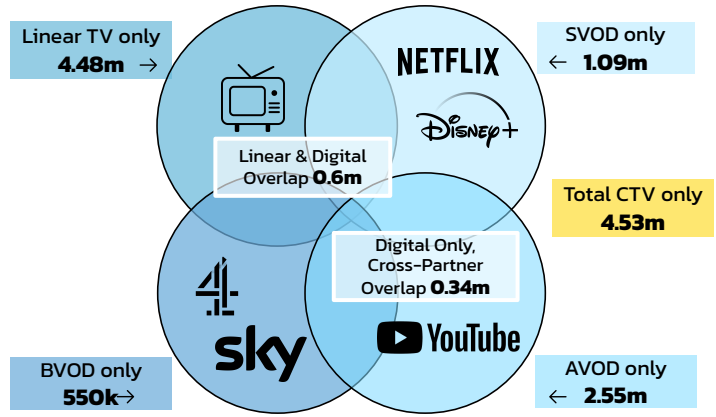 Linear TV only
4.48m →
NETFLIX
Disney+
SVOD only
← 1.09m
Linear & Digital
Overlap 0.6m
Total CTV only
4.53m
Digital Only,
Cross-Partner
Overlap 0.34m
4
sky
YouTube
BVOD only
550k→
AVOD only
← 2.55m